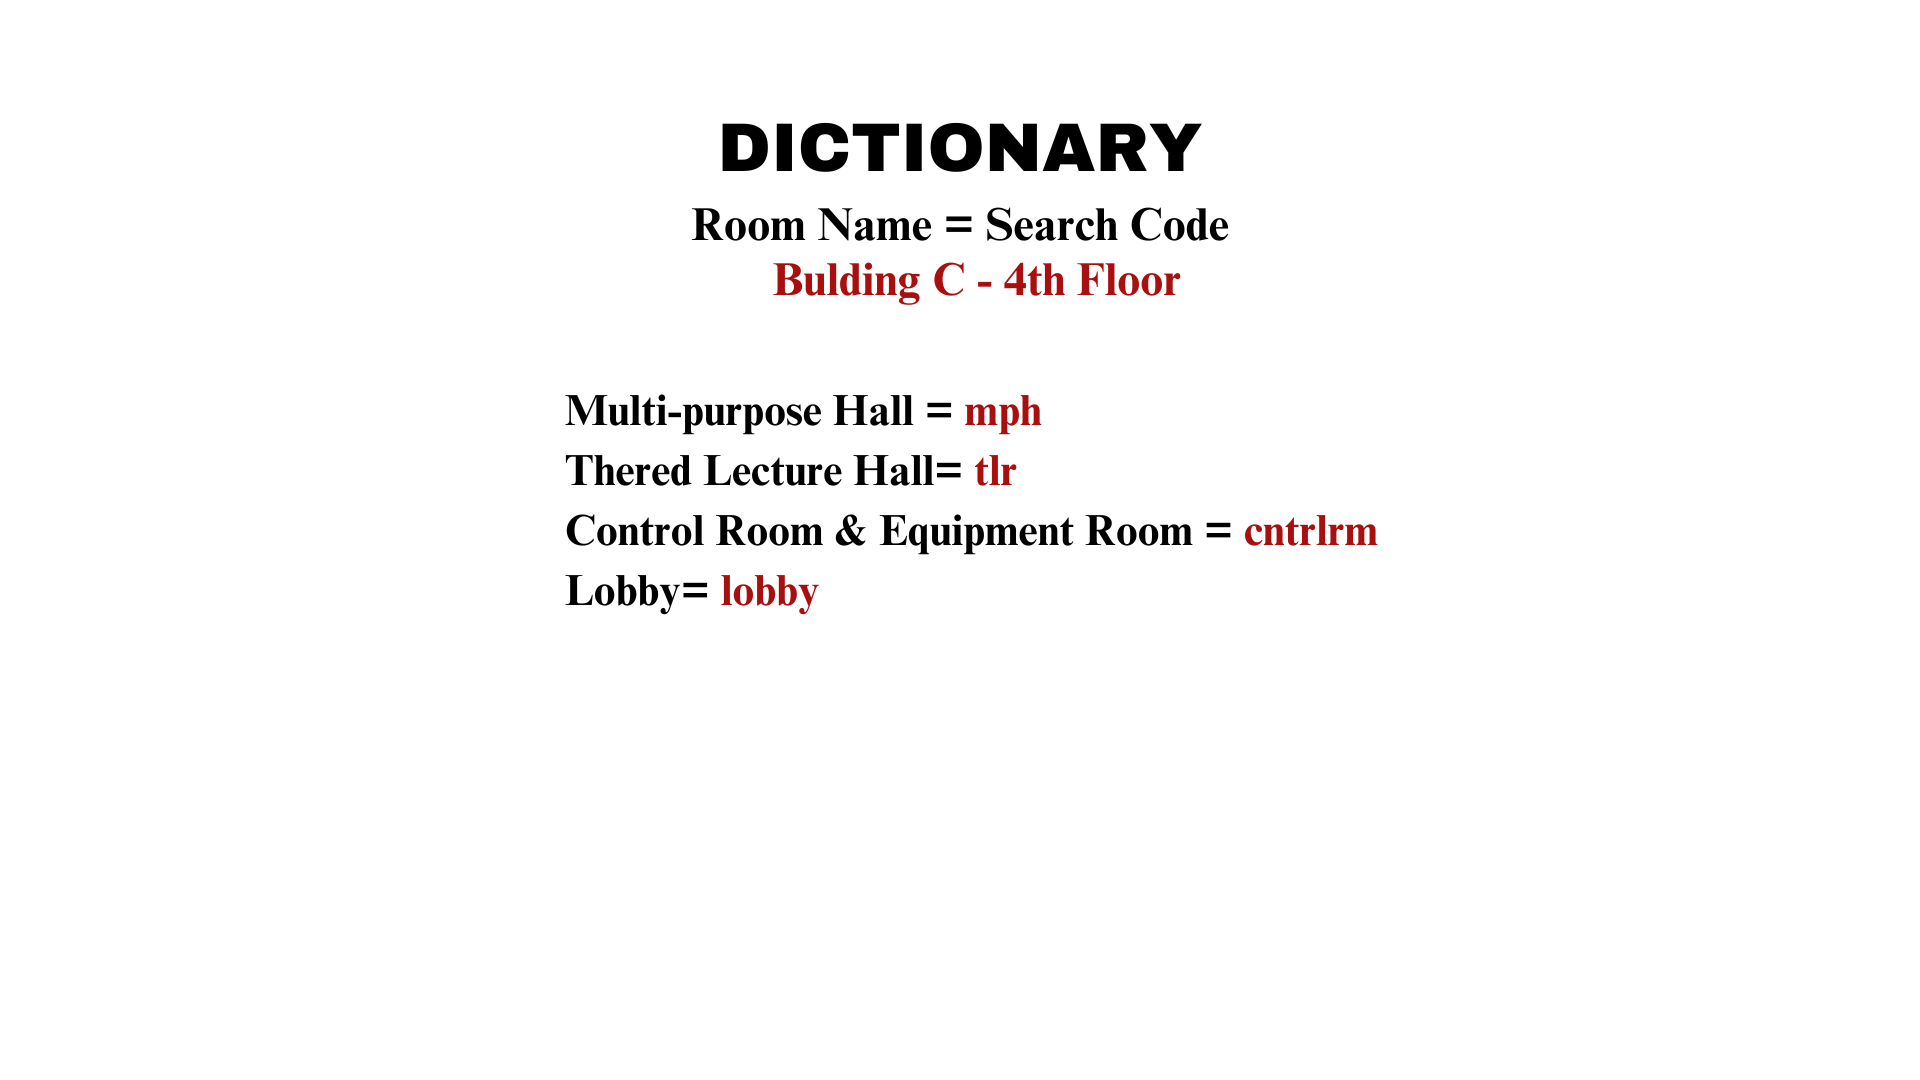 DICTIONARY
Room Name = Search Code
Bulding C - 4th Floor
Multi-purpose Hall = mph
Thered Lecture Hall= tlr
Control Room & Equipment Room = cntrlrm
Lobby= lobby